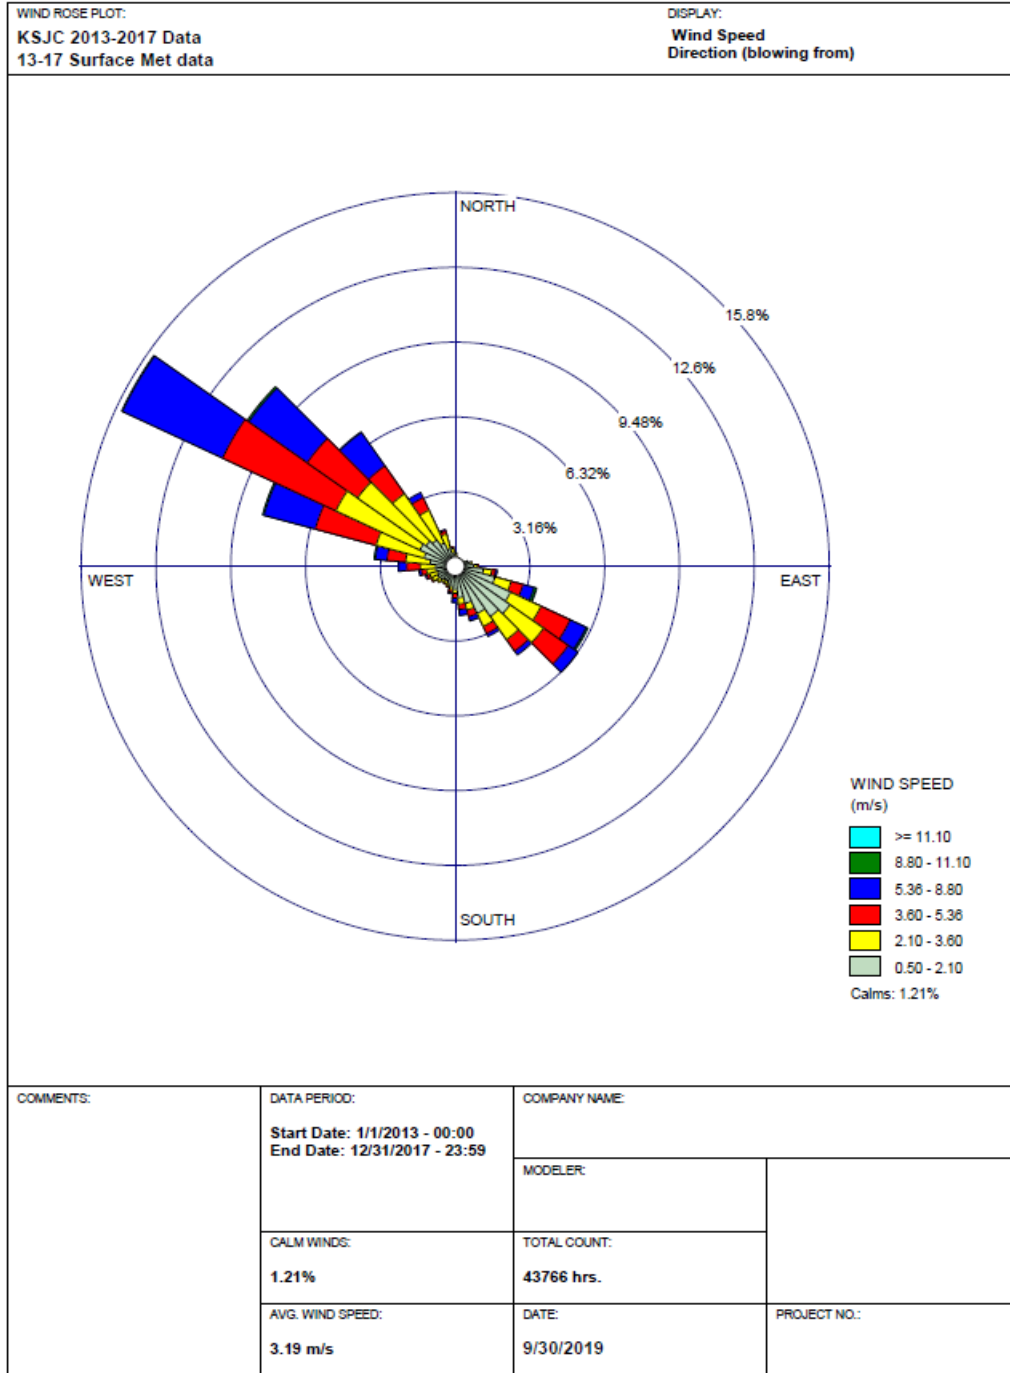 WIND ROSE PLOT:
KSJC 2013-2017 Data
13-17 Surface Met data
DISPLAY:
Wind Speed
Direction (blowing from)
NORTH
15.8%
12.6%
9.48%
6.32%
3.16%
WEST
EAST
SOUTH
WIND SPEED
(m/s)
>= 11.10
8.80 - 11.10
5.36 - 8.80
3.60 - 5.36
2.10 - 3.60
0.50 - 2.10
Calms: 1.21%
COMMENTS:
DATA PERIOD:
Start Date: 1/1/2013 - 00:00
End Date: 12/31/2017 - 23:59
COMPANY NAME:
MODELER:
CALM WINDS:
1.21%
TOTAL COUNT:
43766 hrs.
AVG. WIND SPEED:
3.19 m/s
DATE:
9/30/2019
PROJECT NO.: